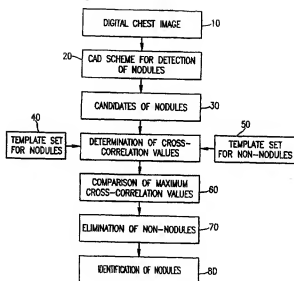 DIGITAL CHEST IMAGE
10
20
CAD SCHEME FOR DETECTION
OF NODULES
CANDIDATES OF NODULES
30
40
TEMPLATE SET
FOR NODULES
DETERMINATION OF CROSS-
CORRELATION VALUES
50
TEMPLATE SET
FOR NON-NODULES
COMPARISON OF MAXIMUM
CROSS-CORRELATION VALUES
60
ELIMINATION OF NON-NODULES
70
IDENTIFICATION OF NODULES
80